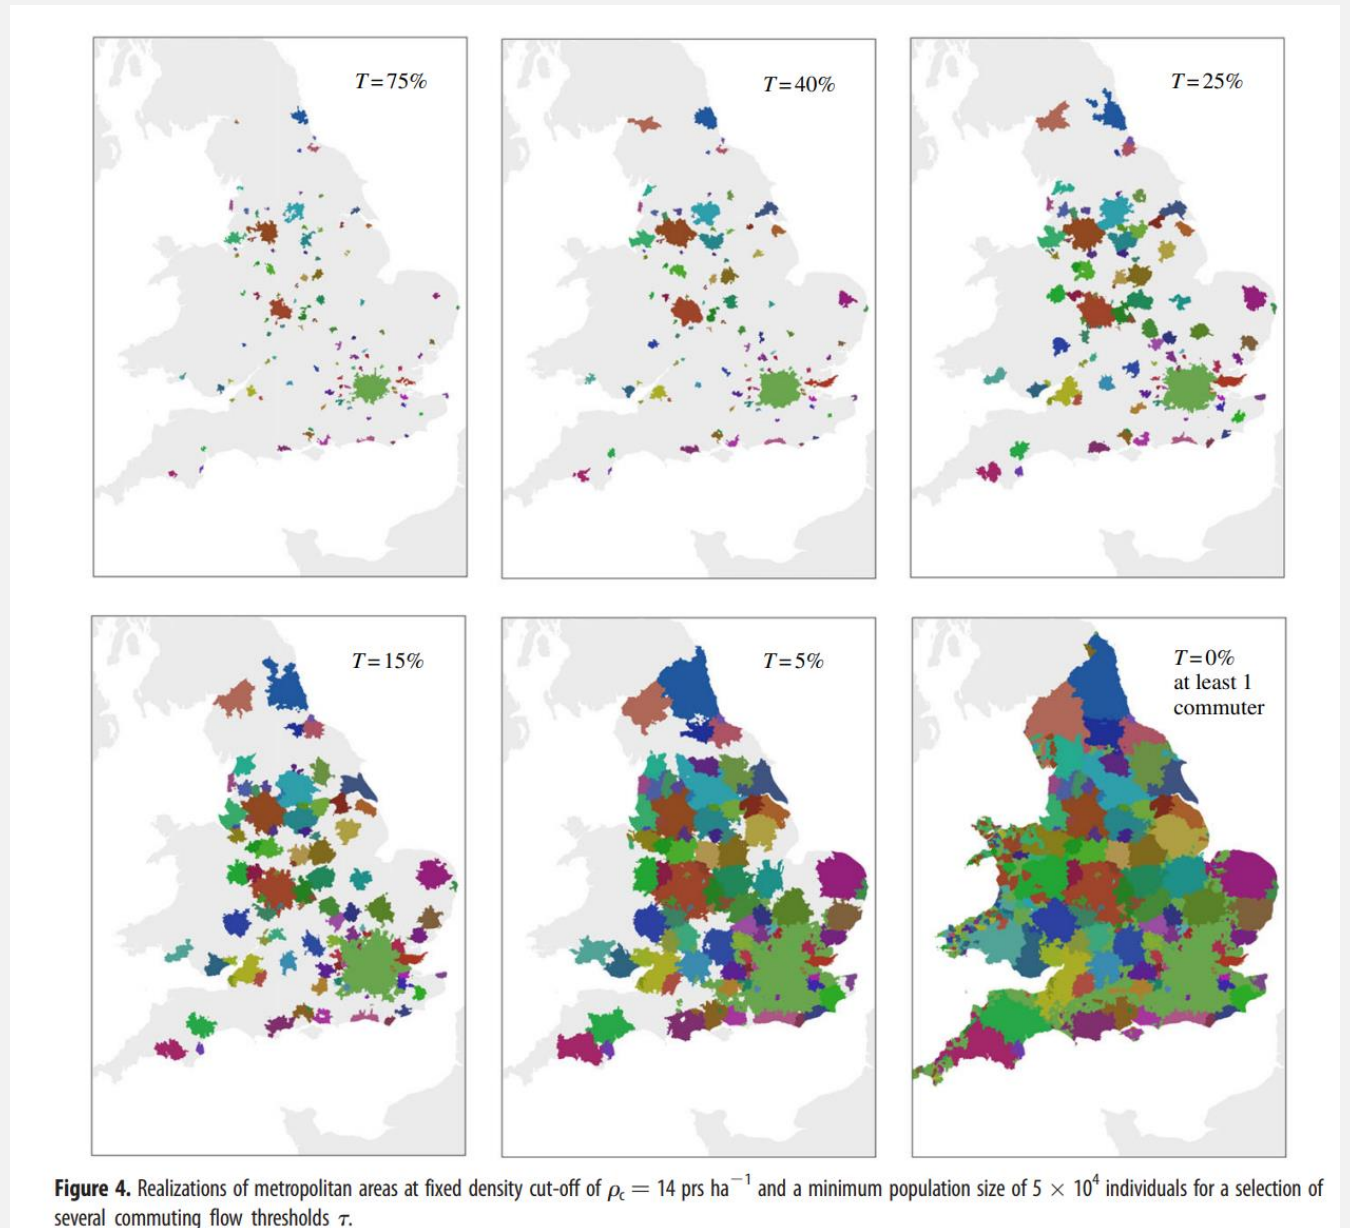 T=75%
T=40%
T=25%
T=15%
T=5%
T=0%
at least 1
commuter
Figure 4. Realizations of metropolitan areas at fixed density cut-off of ρc = 14 prs ha−1 and a minimum population size of 5 × 104 individuals for a selection of
several commuting flow thresholds τ.